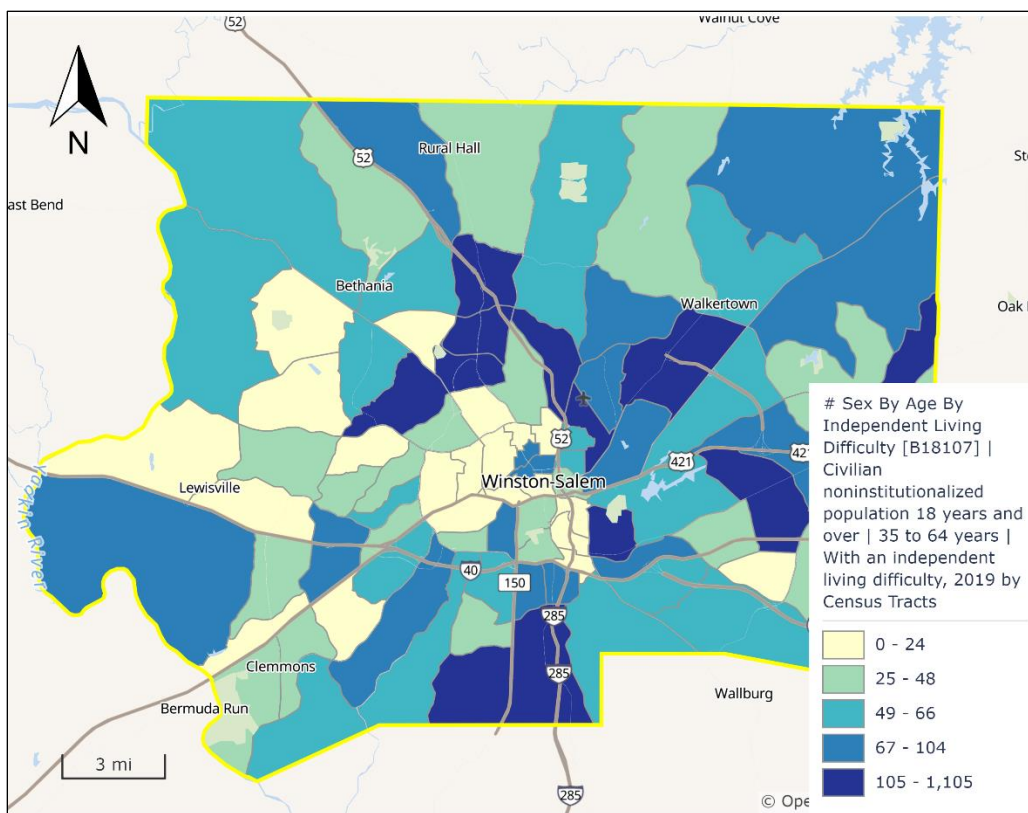 52
Walnut Cove
N
52
Rural Hall
St
ast Bend
Bethania
Walkertown
Oak
52
421
421
Winston-Salem
Lewisville
Yadkin River
40
150
285
285
Clemmons
Wallburg
Bermuda Run
285
3 mi
© Ope
# Sex By Age By
Independent Living
Difficulty [B18107] |
Civilian
noninstitutionalized
population 18 years and
over | 35 to 64 years |
With an independent
living difficulty, 2019 by
Census Tracts
0 - 24
25 - 48
49 - 66
67 - 104
105 - 1,105